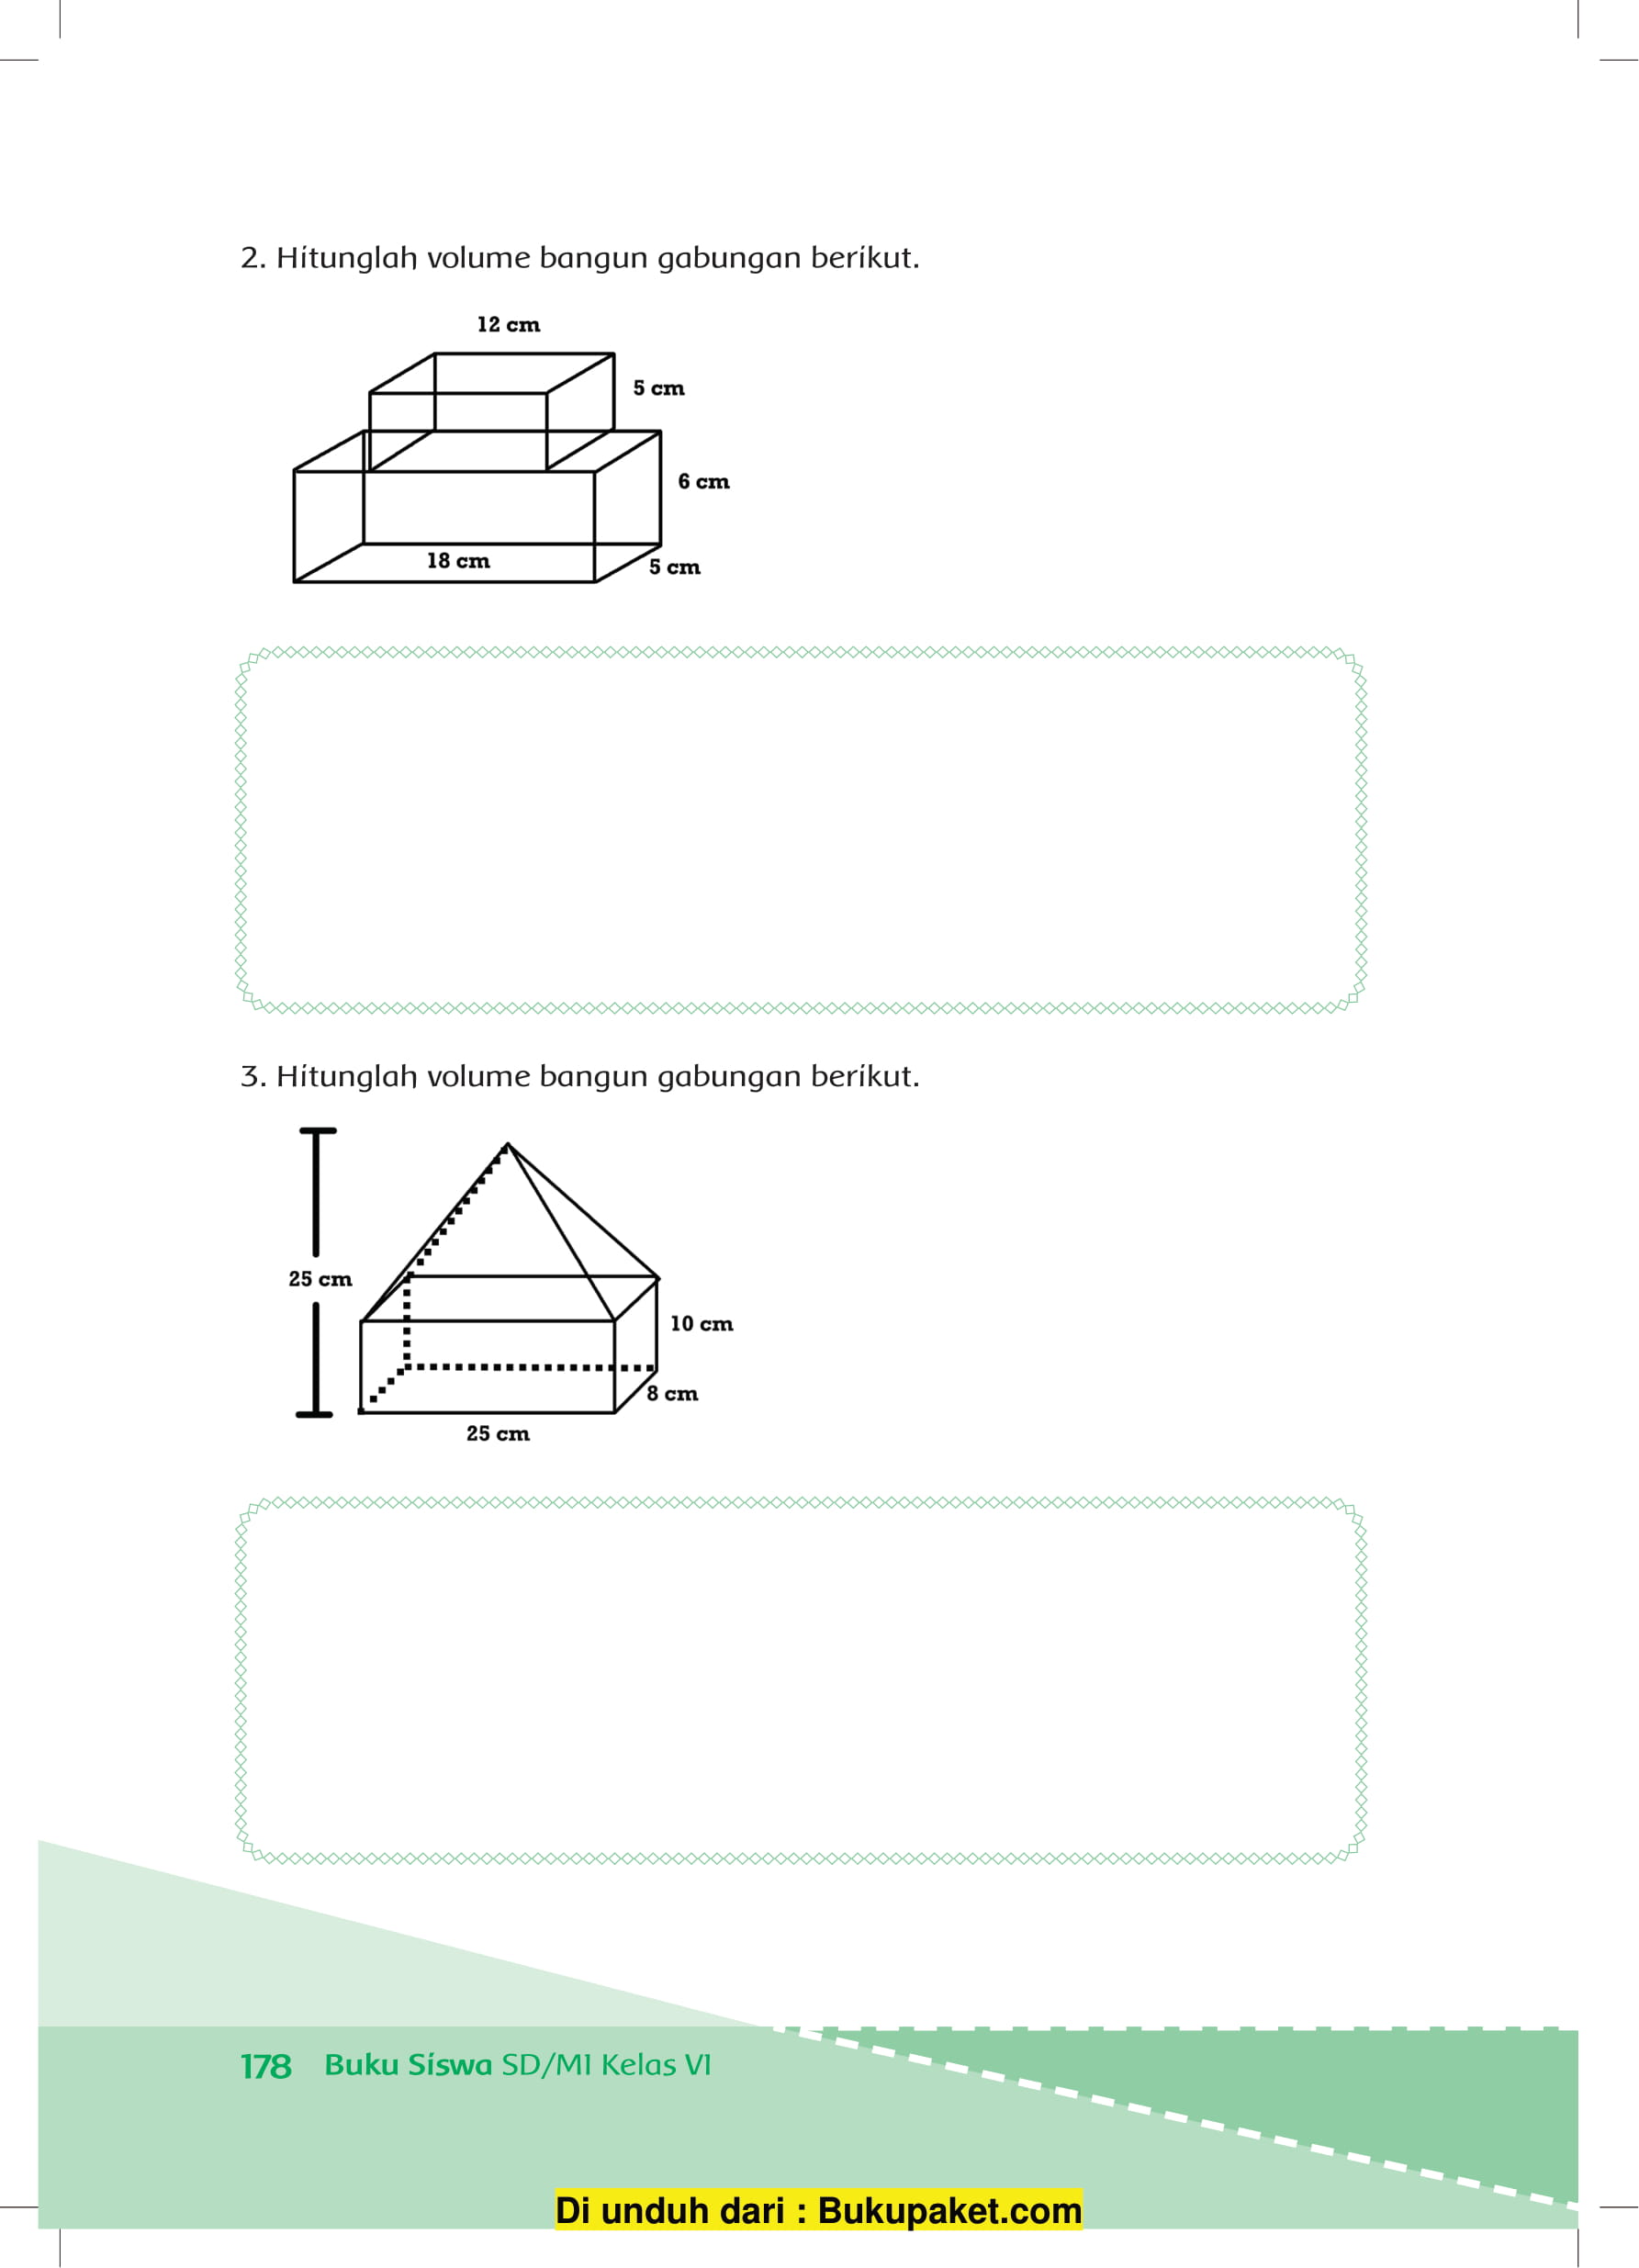 2. Hitunglah volume bangun gabungan berikut.
12 cm
5 cm
6 cm
18 cm
5 cm
3. Hitunglah volume bangun gabungan berikut.
25 cm
10 cm
8 cm
25 cm
178 Buku Siswa SD/MI Kelas VI
Di unduh dari : Bukupaket.com